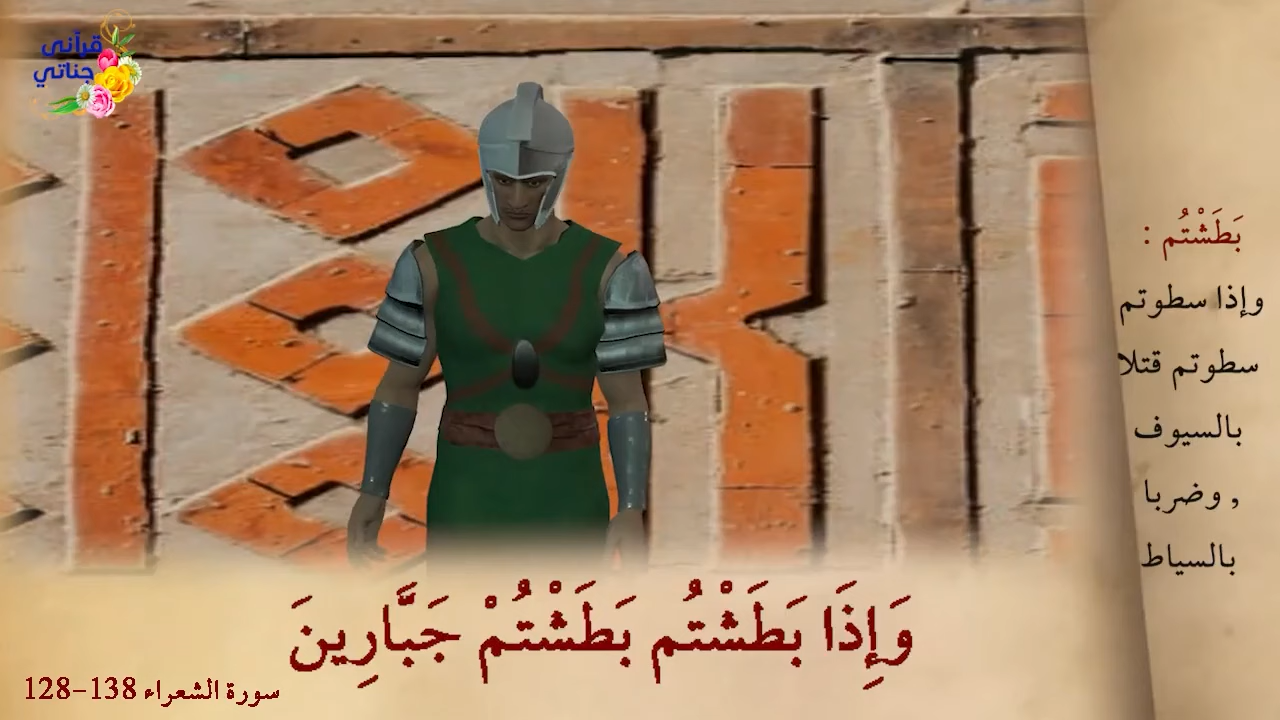 قرآني
جناتي
بَطَشْتُم :
وإذا سطوتم
سطوتم قتلا
بالسيوف
, وضربا
بالسياط
وَإِذَا بَطَشْتُم بَطَشْتُمْ جَبَّارِينَ
سورة الشعراء 138-128